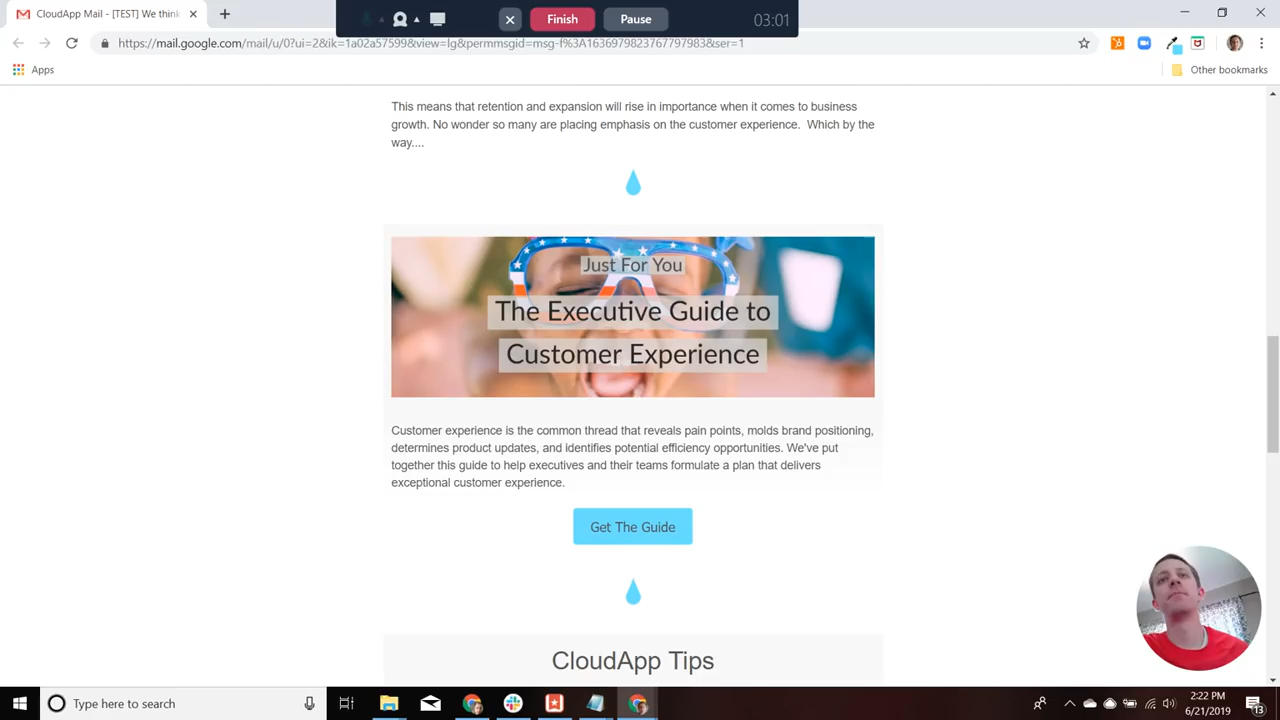 CloudApp Mail - [TEST] We think
Finish
Pause
03:01
https://mail.google.com/mail/u/0?ui=2&ik=1a02a57599&view=lg&permmsgid=msg-f%3A1636979823767797983&ser=1
Apps
Other bookmarks
This means that retention and expansion will rise in importance when it comes to business
growth. No wonder so many are placing emphasis on the customer experience. Which by the
way....
Just For You
The Executive Guide to
Customer Experience
Customer experience is the common thread that reveals pain points, molds brand positioning,
determines product updates, and identifies potential efficiency opportunities. We've put
together this guide to help executives and their teams formulate a plan that delivers
exceptional customer experience.
Get The Guide
CloudApp Tips
Type here to search
2:22 PM
6/21/2019
13